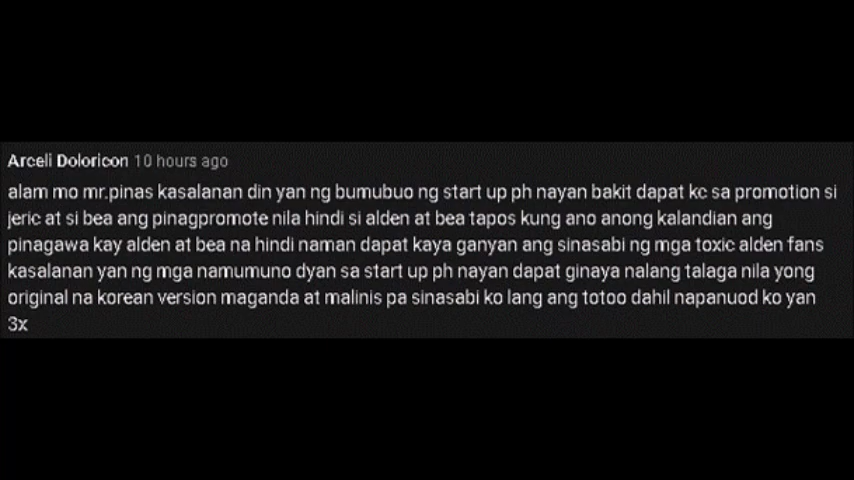 Arceli Doloricon 10 hours ago
alam mo mr.pinas kasalanan din yan ng bumubuo ng start up ph nayan bakit dapat kc sa promotion si
jeric at si bea ang pinagpromote nila hindi si alden at bea tapos kung ano anong kalandian ang
pinagawa kay alden at bea na hindi naman dapat kaya ganyan ang sinasabi ng mga toxic alden fans
kasalanan yan ng mga namumuno dyan sa start up ph nayan dapat ginaya nalang talaga nila yong
original na korean version maganda at malinis pa sinasabi ko lang ang totoo dahil napanuod ko yan
3x